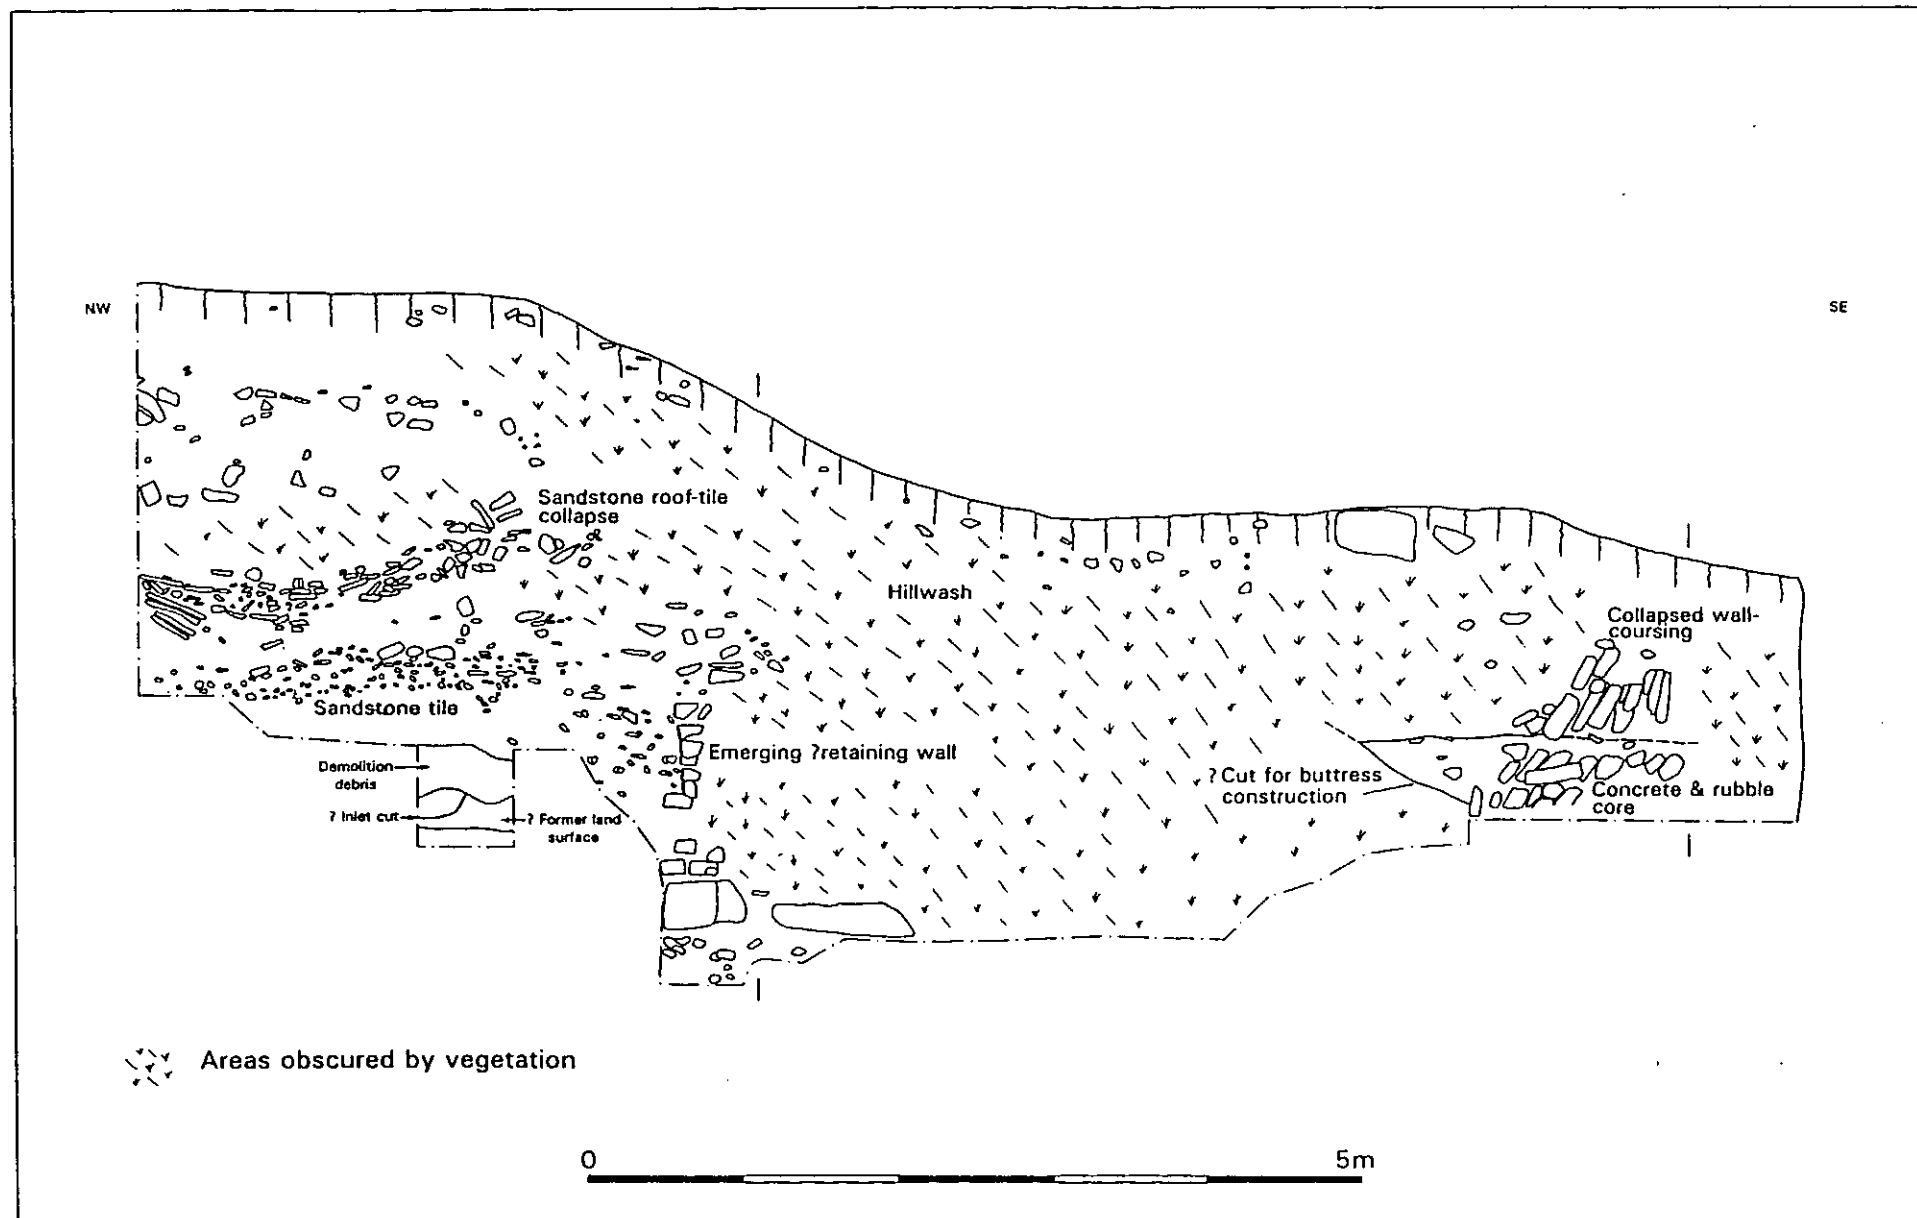 NW
SE
Sandstone roof-tile
collapse
Hillwash
Collapsed wall-
coursing
Sandstone tile
Emerging ?retaining wall
Demolition
debris
? Cut for buttress
construction
Concrete & rubble
core
? Inlet cut
? Former land
surface
Areas obscured by vegetation
0
5m